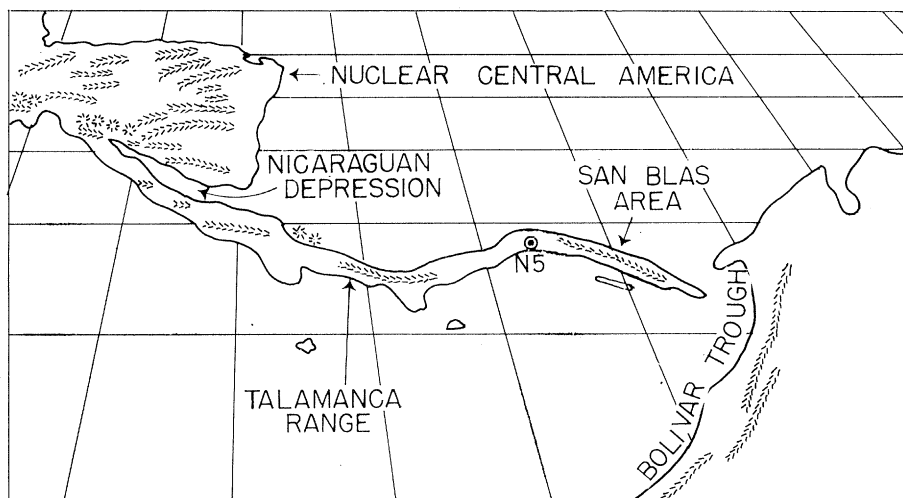 NUCLEAR CENTRAL AMERICA
NICARAGUAN
DEPRESSION
SAN BLAS
AREA
N5
BOLIVAR TROUGH
TALAMANCA
RANGE